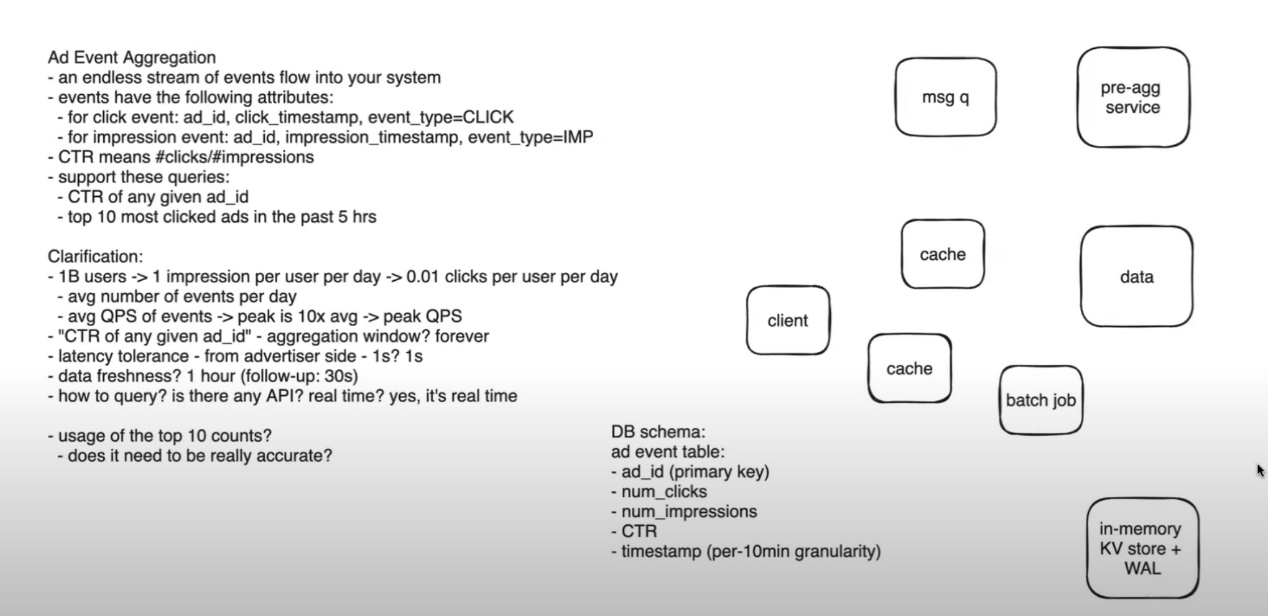 Ad Event Aggregation
- an endless stream of events flow into your system
- events have the following attributes:
- for click event: ad_id, click_timestamp, event_type=CLICK
- for impression event: ad_id, impression_timestamp, event_type=IMP
- CTR means #clicks/#impressions
- support these queries:
- CTR of any given ad_id
- top 10 most clicked ads in the past 5 hrs
Clarification:
- 1B users -> 1 impression per user per day -> 0.01 clicks per user per day
- avg number of events per day
- avg QPS of events -> peak is 10x avg -> peak QPS
- "CTR of any given ad_id" - aggregation window? forever
- latency tolerance - from advertiser side - 1s? 1s
- data freshness? 1 hour (follow-up: 30s)
- how to query? is there any API? real time? yes, it's real time
- usage of the top 10 counts?
- does it need to be really accurate?
DB schema:
ad event table:
- ad_id (primary key)
- num_clicks
- num_impressions
- CTR
- timestamp (per-10min granularity)
msg q
pre-agg
service
cache
data
client
cache
batch job
in-memory
KV store +
WAL